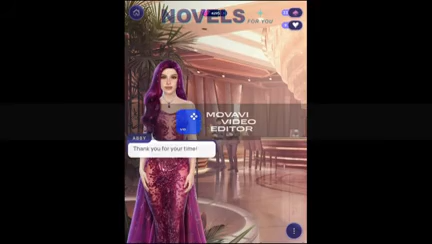 NOVELS
FOR YOU
MOVAVI
VIDEO
EDITOR
ABBY
Thank you for your time!